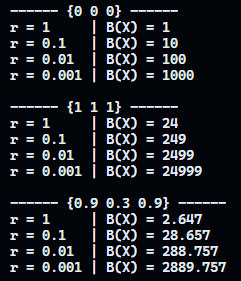 ------ {0 0 0} ------
r = 1     | B(X) = 1
r = 0.1   | B(X) = 10
r = 0.01  | B(X) = 100
r = 0.001 | B(X) = 1000
------ {1 1 1} ------
r = 1     | B(X) = 24
r = 0.1   | B(X) = 249
r = 0.01  | B(X) = 2499
r = 0.001 | B(X) = 24999
------ {0.9 0.3 0.9} ------
r = 1     | B(X) = 2.647
r = 0.1   | B(X) = 28.657
r = 0.01  | B(X) = 288.757
r = 0.001 | B(X) = 2889.757